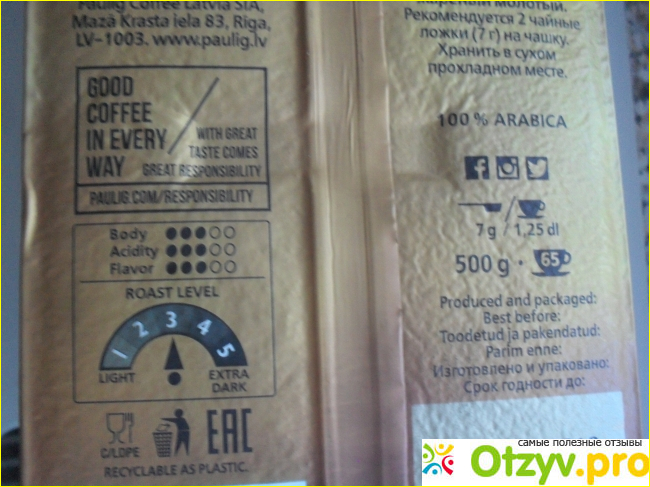 Paulig Coffee Latvia SIA,
Mazā Krasta iela 83, Rīga,
LV–1003. www.paulig.lv
GOOD
COFFEE
IN EVERY
WAY
WITH GREAT
TASTE COMES
GREAT RESPONSIBILITY
PAULIG.COM/RESPONSIBILITY
Body
Acidity
Flavor
ROAST LEVEL
1 2 3 4 5
LIGHT
EXTRA
DARK
C/LDPE
EAC
RECYCLABLE AS PLASTIC.
молотый.
Рекомендуется 2 чайные
ложки (7 г) на чашку.
Хранить в сухом
прохладном месте.
100 % ARABICA
7 g / 1,25 dl
500 g · 65
Produced and packaged:
Best before:
Toodetud ja pakendatud:
Parim enne:
Изготовлено и упаковано:
Срок годности до:
самые полезные отзывы
Otzyv.pro